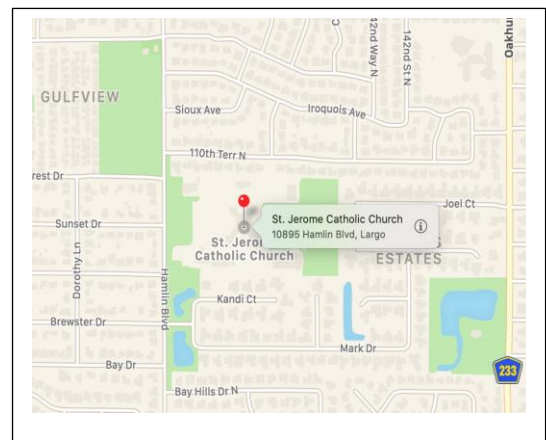 42nd Way N
142nd St N
Oakhur
GULFVIEW
Sioux Ave
Iroquois Ave
110th Terr N
rest Dr
Joel Ct
St. Jerome Catholic Church
10895 Hamlin Blvd, Largo
Sunset Dr
St. Jero
Catholic Church
S
ESTATES
Dorothy Ln
Hamlin Blvd
Kandi Ct
Brewster Dr
Mark Dr
Bay Dr
233
Bay Hills Dr N